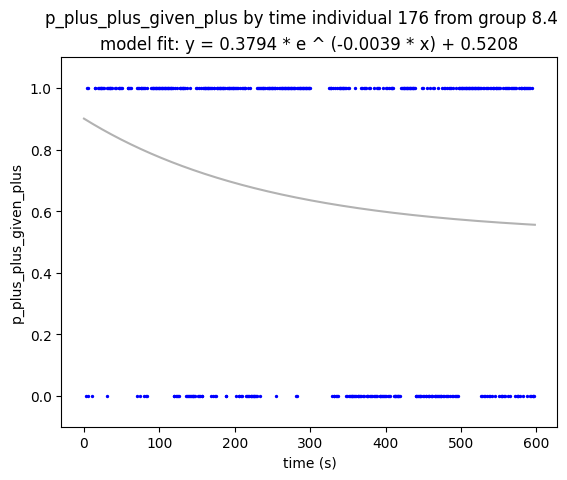 p_plus_plus_given_plus by time individual 176 from group 8.4
model fit: y = 0.3794 * e ^ (-0.0039 * x) + 0.5208
p_plus_plus_given_plus
1.0
0.8
0.6
0.4
0.2
0.0
0 100 200 300 400 500 600
time (s)